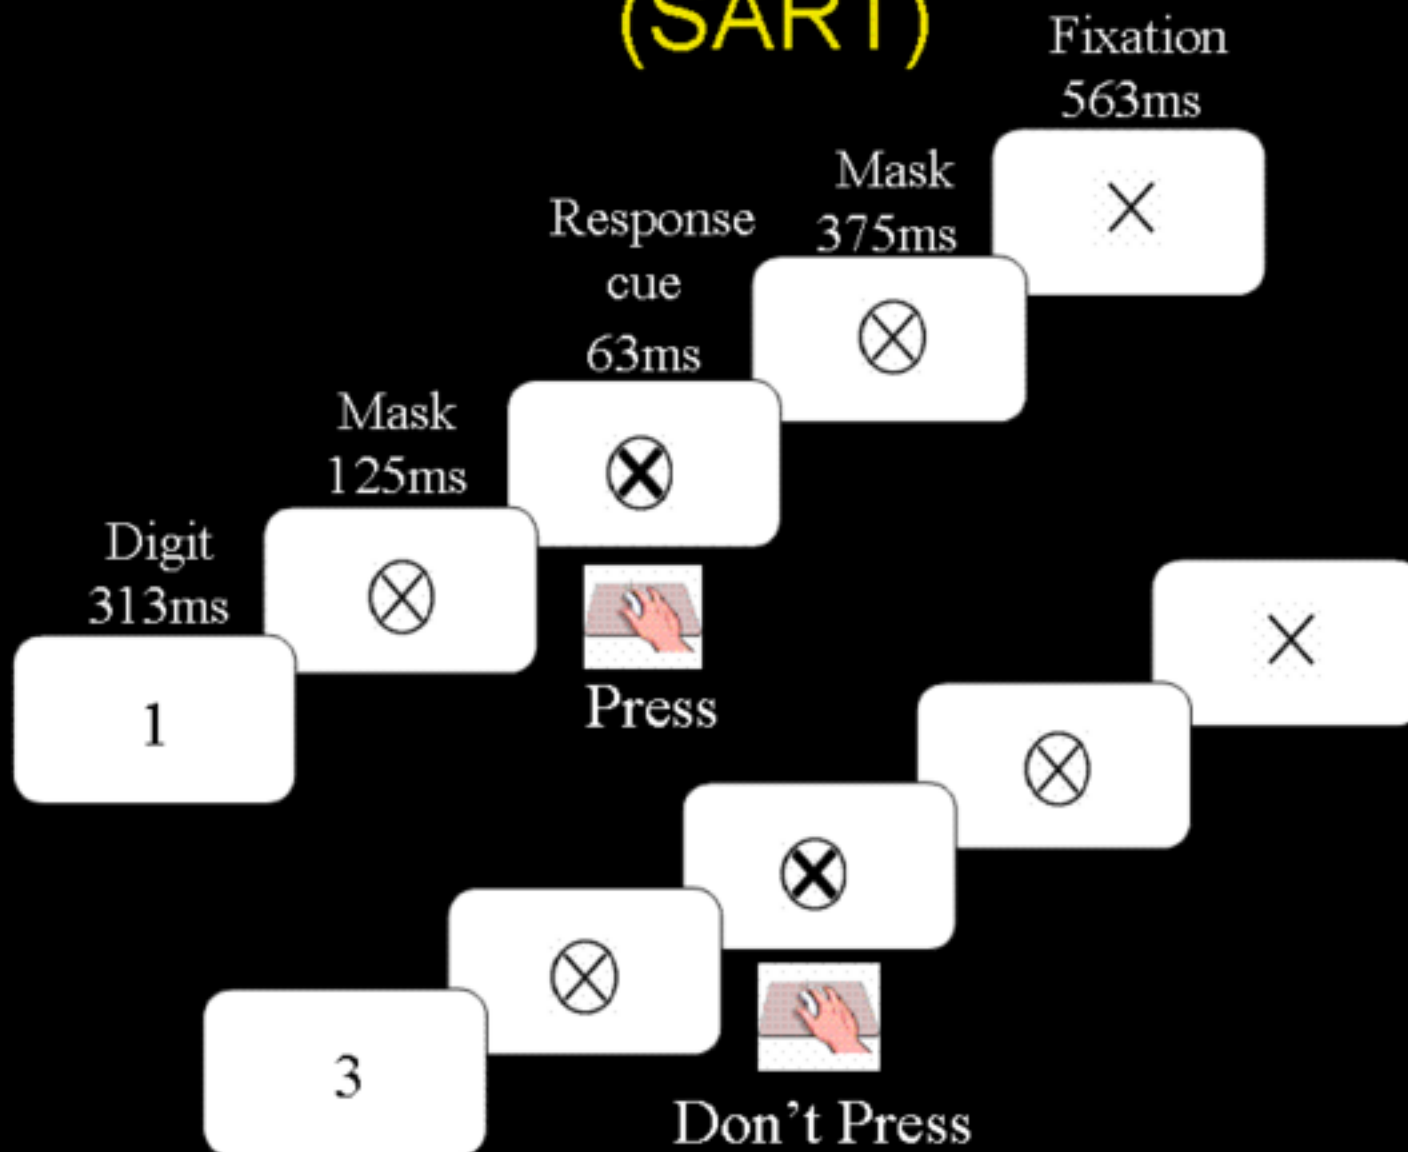 (SART)
Fixation
563ms
Mask
375ms
Response
cue
63ms
Mask
125ms
Digit
313ms
1
Press
3
Don’t Press